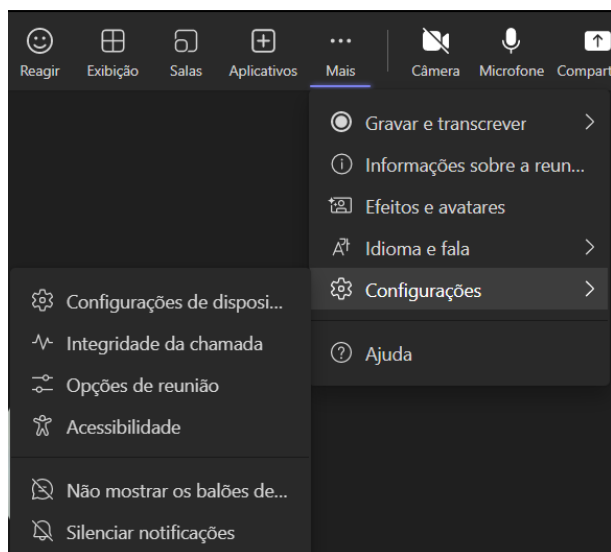 Reagir Exibição Salas Aplicativos Mais Câmera Microfone Compart
Gravar e transcrever
Informações sobre a reun...
Efeitos e avatares
Idioma e fala
Configurações
Ajuda
Configurações de disposi...
Integridade da chamada
Opções de reunião
Acessibilidade
Não mostrar os balões de...
Silenciar notificações